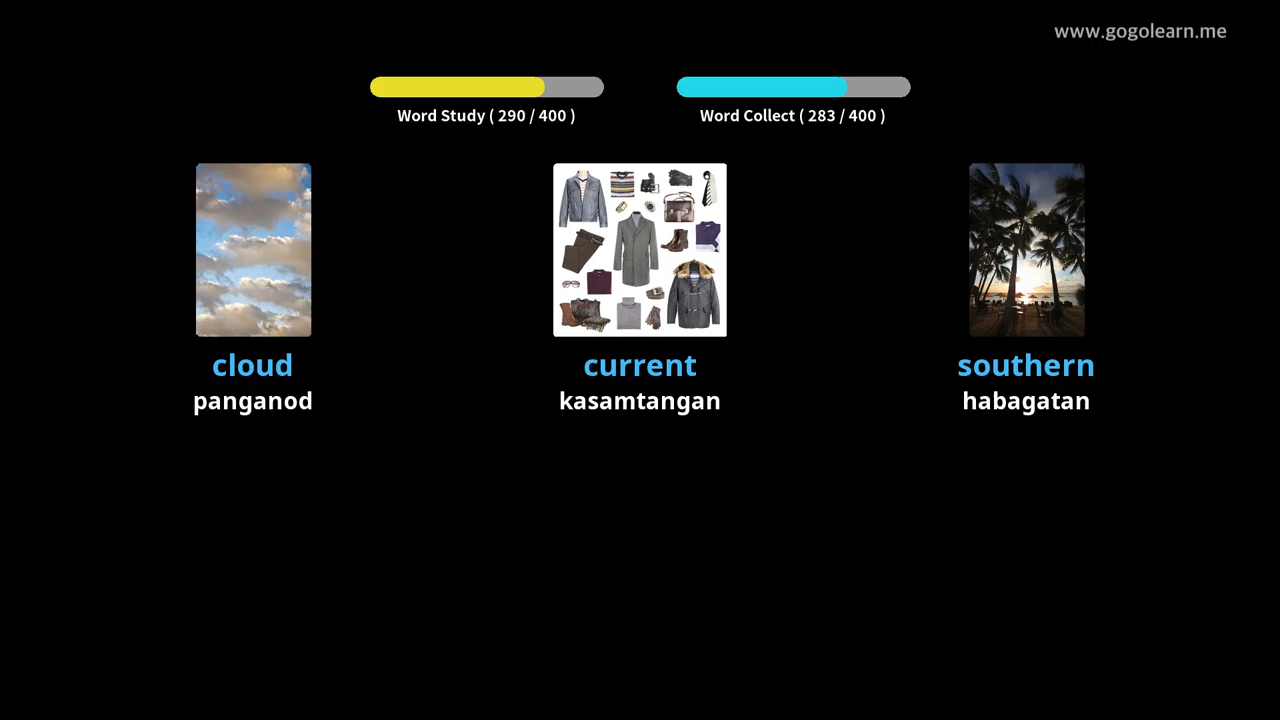 www.gogolearn.me
Word Study ( 290 / 400 )
Word Collect ( 283 / 400 )
cloud
panganod
current
kasamtangan
southern
habagatan